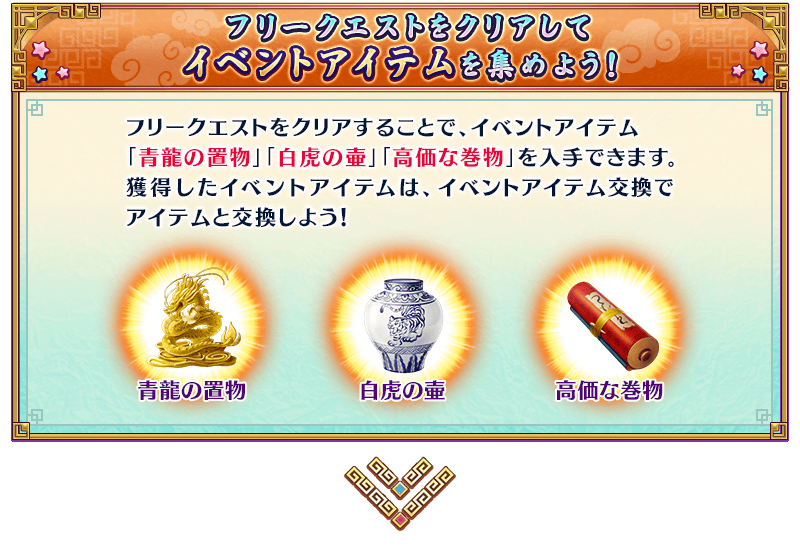 フリークエストをクリアして
イベントアイテムを集めよう!
フリークエストをクリアすることで、イベントアイテム
「青龍の置物」「白虎の壷」「高価な巻物」を入手できます。
獲得したイベントアイテムは、イベントアイテム交換で
アイテムと交換しよう!
青龍の置物
白虎の壷
高価な巻物